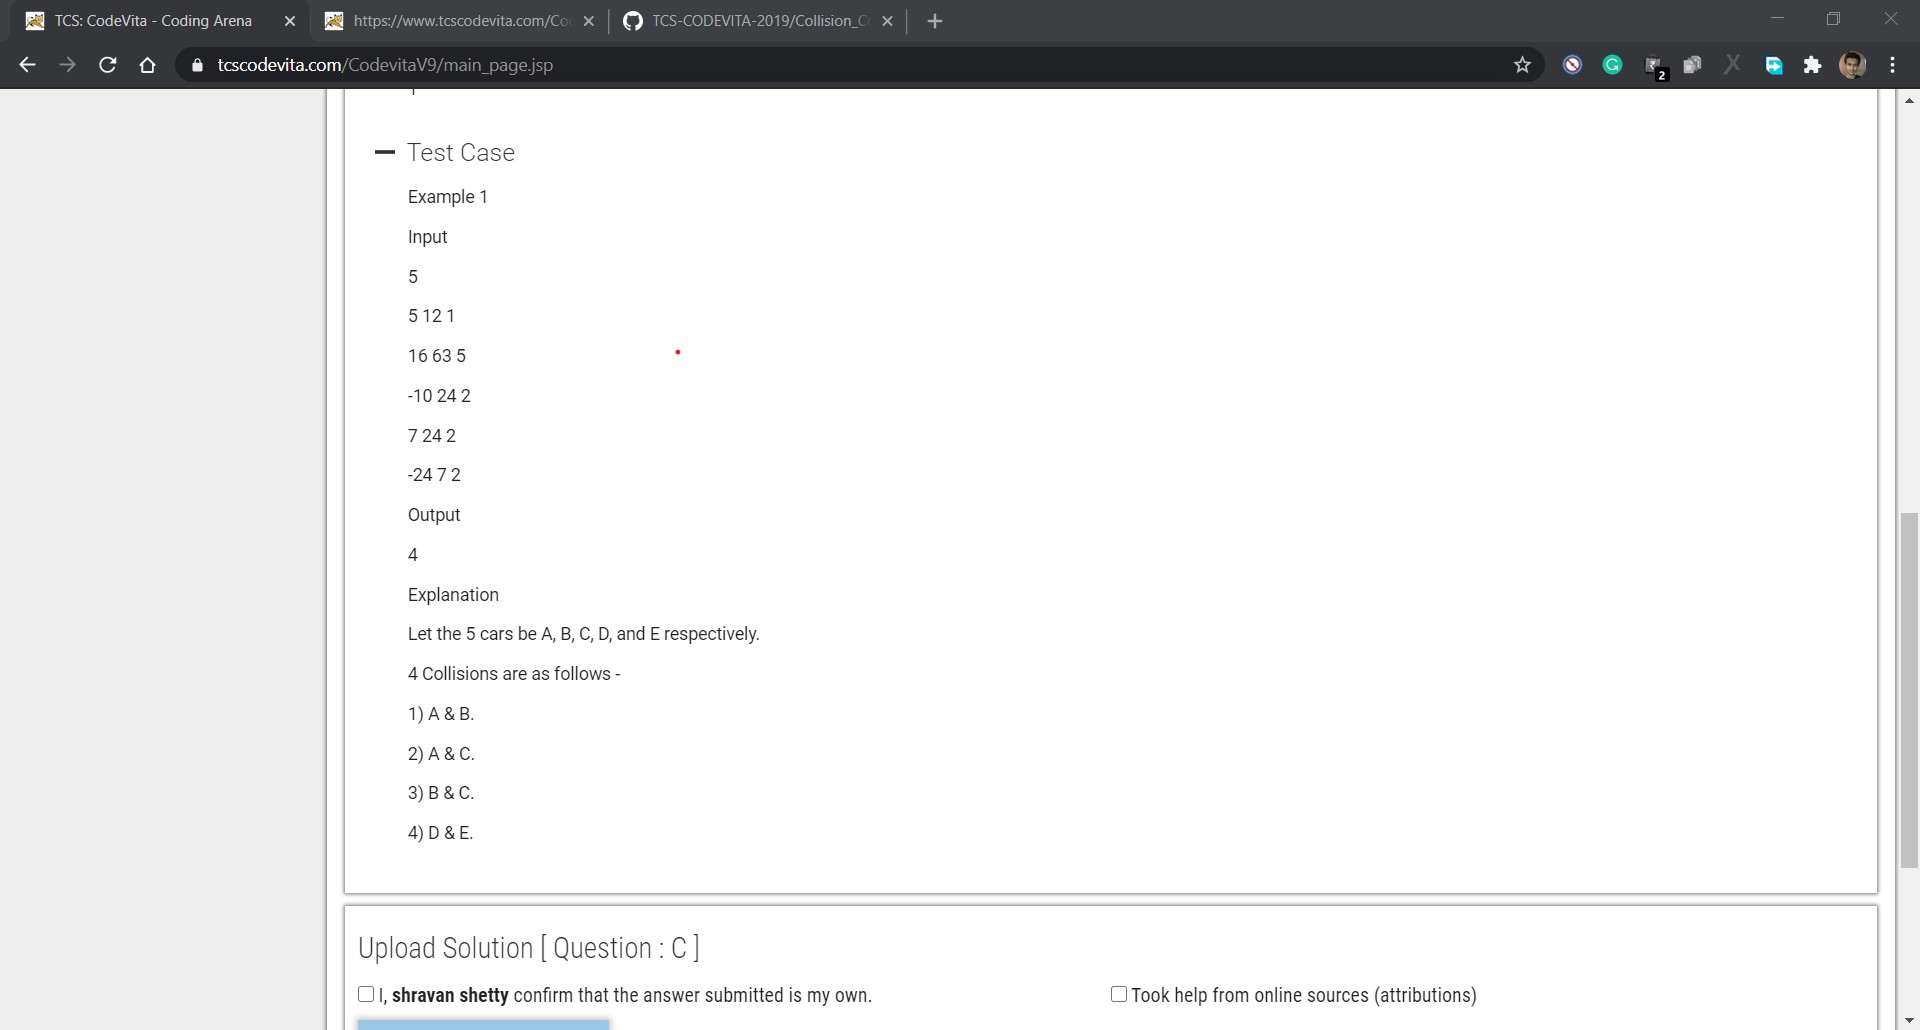 TCS: CodeVita - Coding Arena
https://www.tcscodevita.com/Co
TCS-CODEVITA-2019/Collision_C
tcscodevita.com/CodevitaV9/main_page.jsp
2
Test Case
Example 1
Input
5
5 12 1
16 63 5
-10 24 2
7 24 2
-24 7 2
Output
4
Explanation
Let the 5 cars be A, B, C, D, and E respectively.
4 Collisions are as follows -
1) A & B.
2) A & C.
3) B & C.
4) D & E.
Upload Solution [ Question : C ]
I, shravan shetty confirm that the answer submitted is my own.
Took help from online sources (attributions)